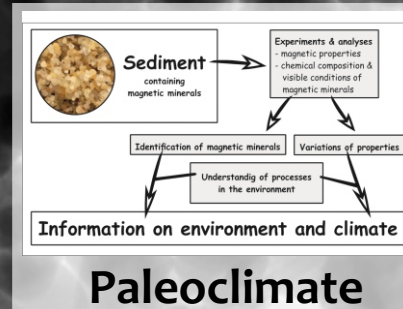 Sediment
containing
magnetic minerals
Experiments & analyses
- magnetic properties
- chemical composition &
visible conditions of
magnetic minerals
Identification of magnetic minerals
Variations of properties
Understandig of processes
in the environment
Information on environment and climate
Paleoclimate